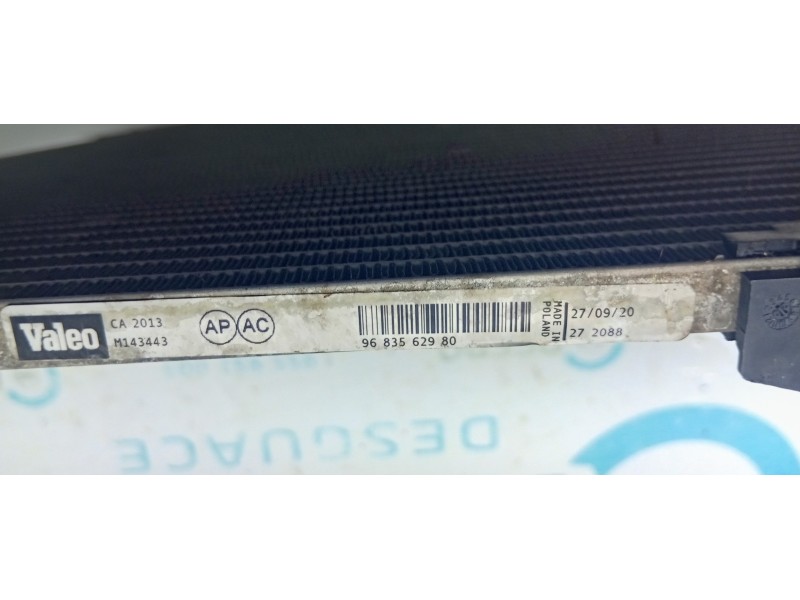 Valeo
CA 2013
M143443
AP AC
96 835 629 80
MADE IN
POLAND
27/09/20
27 2088
DESGUACE